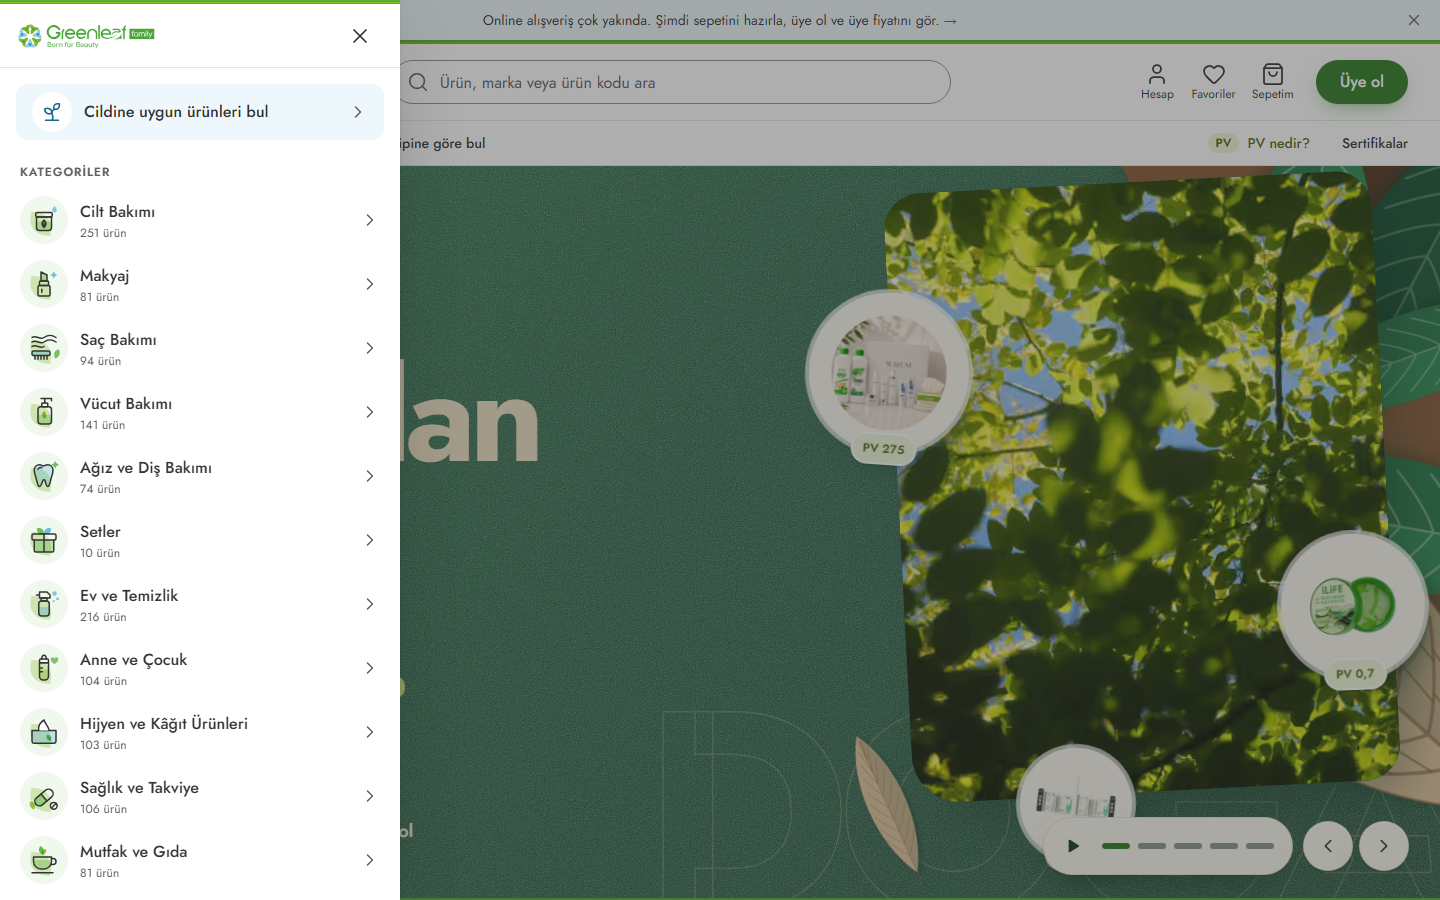 Online alışveriş çok yakında. Şimdi sepetini hazırla, üye ol ve üye fiyatını gör. →
Greenleaf family
Born for Beauty
Ürün, marka veya ürün kodu ara
Hesap
Favoriler
Sepetim
Üye ol
Cildine uygun ürünleri bul
ipine göre bul
PV PV nedir?
Sertifikalar
KATEGORİLER
Cilt Bakımı
251 ürün
Makyaj
81 ürün
Saç Bakımı
94 ürün
Vücut Bakımı
141 ürün
Ağız ve Diş Bakımı
74 ürün
Setler
10 ürün
Ev ve Temizlik
216 ürün
Anne ve Çocuk
104 ürün
Hijyen ve Kâğıt Ürünleri
103 ürün
Sağlık ve Takviye
106 ürün
Mutfak ve Gıda
81 ürün
lan
ol
PV 275
iLiFE
PV 0,7